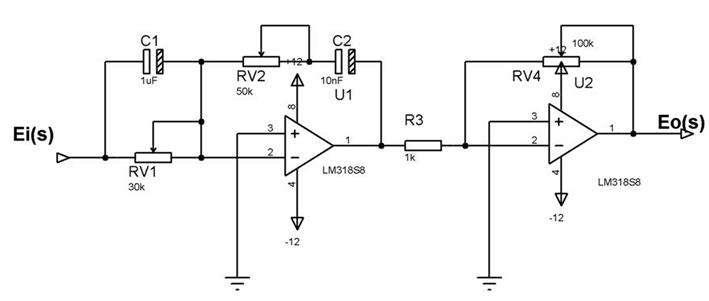 C1
1uF
RV2
50k
+12
C2
10nF
U1
+12
100k
RV4
U2
8
8
Ei(s)
RV1
30k
3
2
1
4
LM318S8
-12
R3
1k
3
2
1
4
LM318S8
-12
Eo(s)